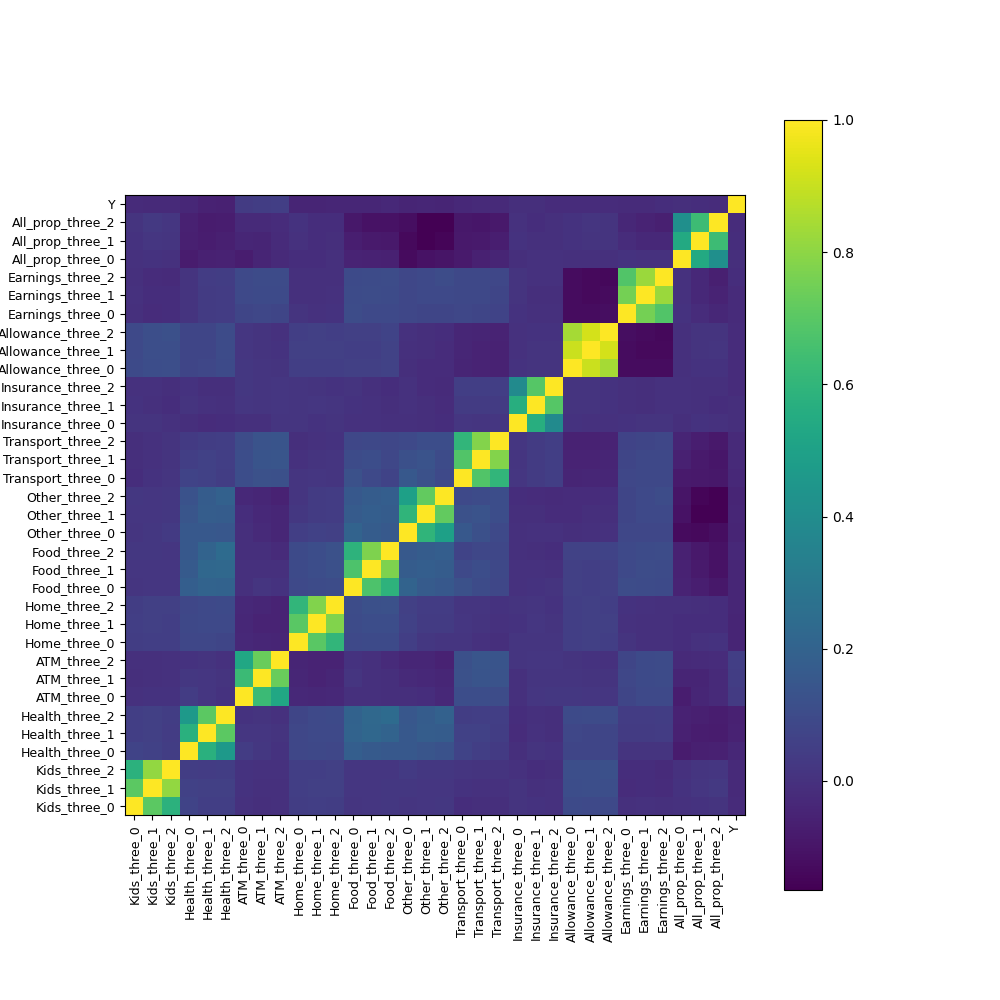 Y
All_prop_three_2
All_prop_three_1
All_prop_three_0
Earnings_three_2
Earnings_three_1
Earnings_three_0
Allowance_three_2
Allowance_three_1
Allowance_three_0
Insurance_three_2
Insurance_three_1
Insurance_three_0
Transport_three_2
Transport_three_1
Transport_three_0
Other_three_2
Other_three_1
Other_three_0
Food_three_2
Food_three_1
Food_three_0
Home_three_2
Home_three_1
Home_three_0
ATM_three_2
ATM_three_1
ATM_three_0
Health_three_2
Health_three_1
Health_three_0
Kids_three_2
Kids_three_1
Kids_three_0
Kids_three_0
Kids_three_1
Kids_three_2
Health_three_0
Health_three_1
Health_three_2
ATM_three_0
ATM_three_1
ATM_three_2
Home_three_0
Home_three_1
Home_three_2
Food_three_0
Food_three_1
Food_three_2
Other_three_0
Other_three_1
Other_three_2
Transport_three_0
Transport_three_1
Transport_three_2
Insurance_three_0
Insurance_three_1
Insurance_three_2
Allowance_three_0
Allowance_three_1
Allowance_three_2
Earnings_three_0
Earnings_three_1
Earnings_three_2
All_prop_three_0
All_prop_three_1
All_prop_three_2
Y
1.0
0.8
0.6
0.4
0.2
0.0